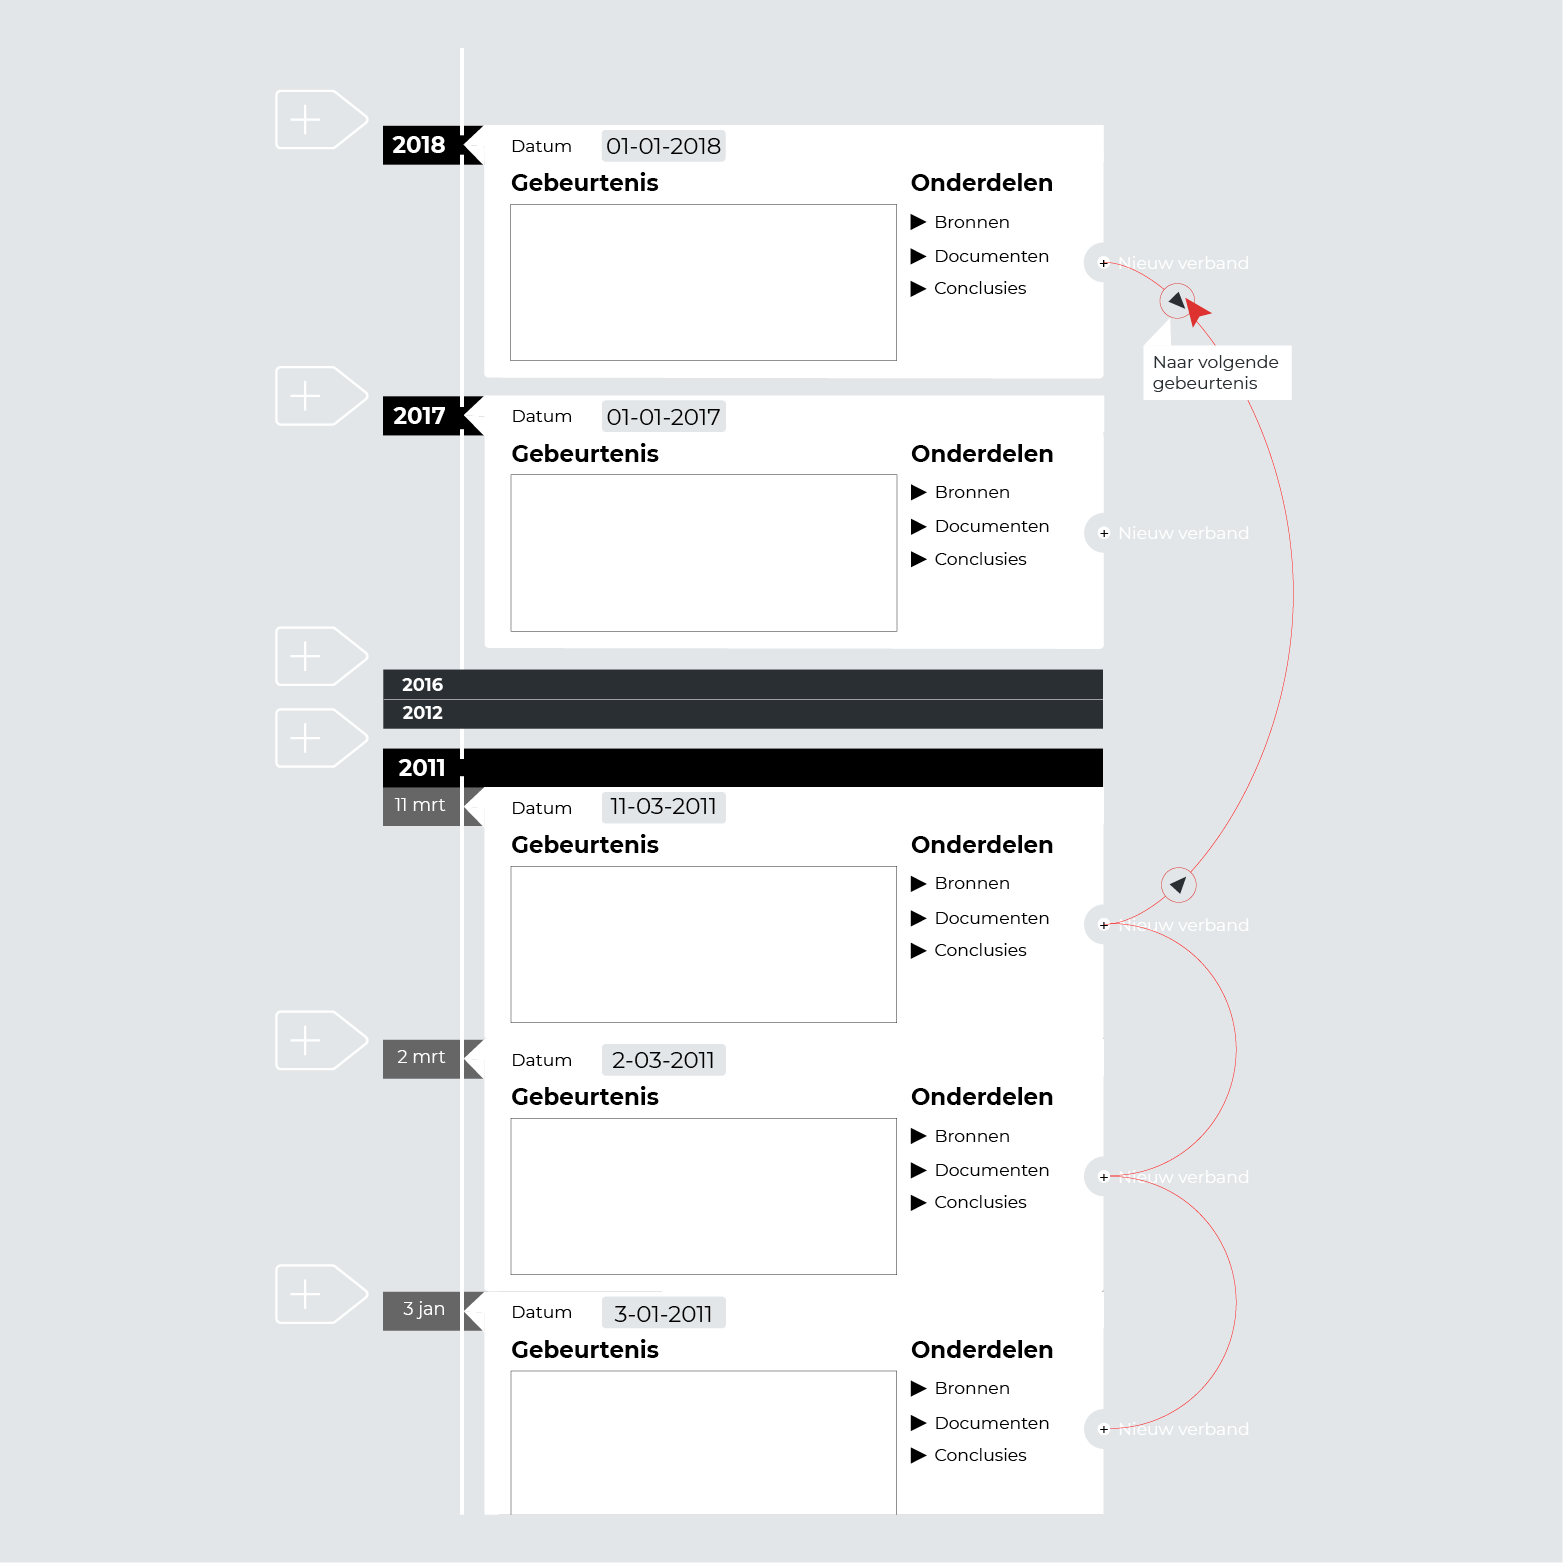 2018
Datum 01-01-2018
Gebeurtenis
Onderdelen
Bronnen
Documenten
Conclusies
Nieuw verband
Naar volgende
gebeurtenis
2017
Datum 01-01-2017
Gebeurtenis
Onderdelen
Bronnen
Documenten
Conclusies
Nieuw verband
2016
2012
2011
11 mrt
Datum 11-03-2011
Gebeurtenis
Onderdelen
Bronnen
Documenten
Conclusies
Nieuw verband
2 mrt
Datum 2-03-2011
Gebeurtenis
Onderdelen
Bronnen
Documenten
Conclusies
Nieuw verband
3 jan
Datum 3-01-2011
Gebeurtenis
Onderdelen
Bronnen
Documenten
Conclusies
Nieuw verband